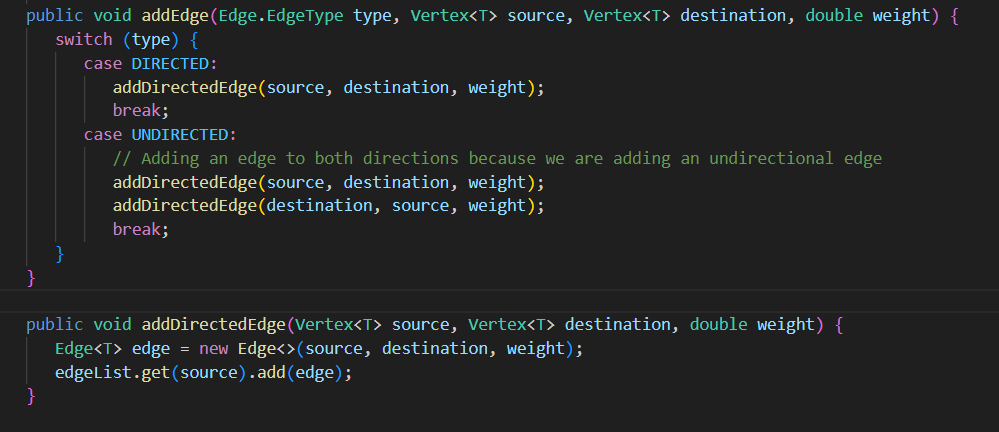 public void addEdge(Edge.EdgeType type, Vertex<T> source, Vertex<T> destination, double weight) {
switch (type) {
case DIRECTED:
addDirectedEdge(source, destination, weight);
break;
case UNDIRECTED:
// Adding an edge to both directions because we are adding an undirectional edge
addDirectedEdge(source, destination, weight);
addDirectedEdge(destination, source, weight);
break;
}
}
public void addDirectedEdge(Vertex<T> source, Vertex<T> destination, double weight) {
Edge<T> edge = new Edge<>(source, destination, weight);
edgeList.get(source).add(edge);
}